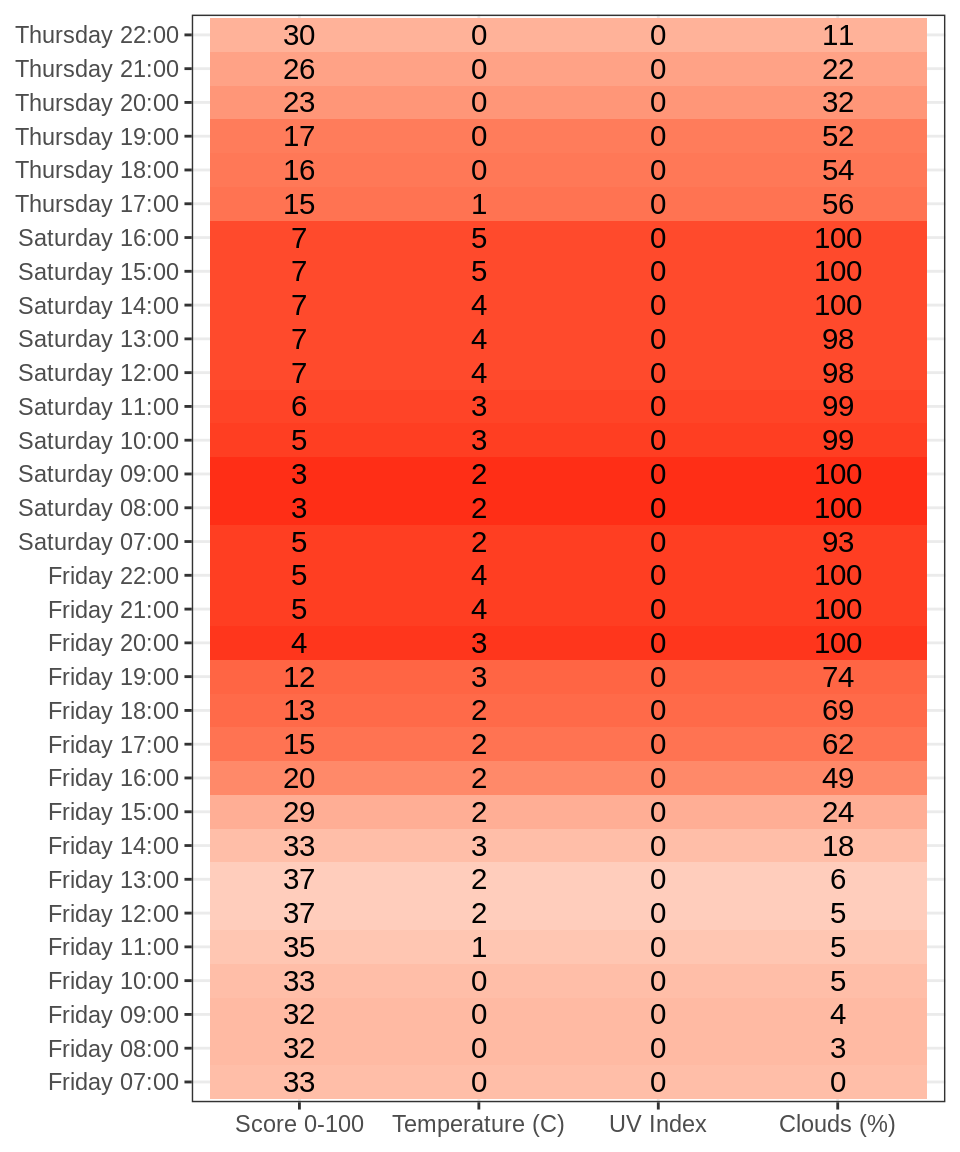 Thursday 22:00 30 0 0 11
Thursday 21:00 26 0 0 22
Thursday 20:00 23 0 0 32
Thursday 19:00 17 0 0 52
Thursday 18:00 16 0 0 54
Thursday 17:00 15 1 0 56
Saturday 16:00 7 5 0 100
Saturday 15:00 7 5 0 100
Saturday 14:00 7 4 0 100
Saturday 13:00 7 4 0 98
Saturday 12:00 7 4 0 98
Saturday 11:00 6 3 0 99
Saturday 10:00 5 3 0 99
Saturday 09:00 3 2 0 100
Saturday 08:00 3 2 0 100
Saturday 07:00 5 2 0 93
Friday 22:00 5 4 0 100
Friday 21:00 5 4 0 100
Friday 20:00 4 3 0 100
Friday 19:00 12 3 0 74
Friday 18:00 13 2 0 69
Friday 17:00 15 2 0 62
Friday 16:00 20 2 0 49
Friday 15:00 29 2 0 24
Friday 14:00 33 3 0 18
Friday 13:00 37 2 0 6
Friday 12:00 37 2 0 5
Friday 11:00 35 1 0 5
Friday 10:00 33 0 0 5
Friday 09:00 32 0 0 4
Friday 08:00 32 0 0 3
Friday 07:00 33 0 0 0
Score 0-100 Temperature (C) UV Index Clouds (%)